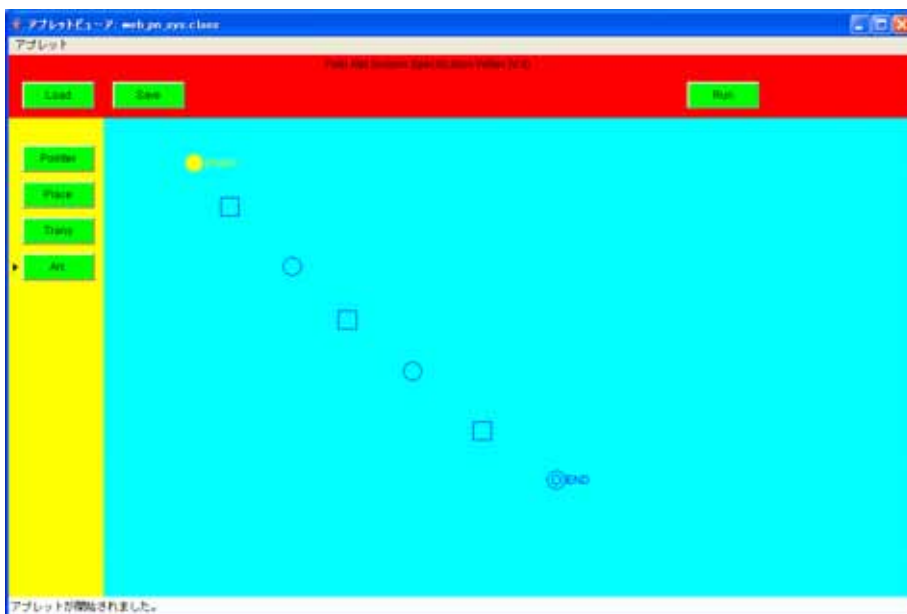 アプレットビューア: web_pn_sys.class
アプレット
Load Save Run
Pointer
Place
Trans
Arc
END
アプレットが開始されました。